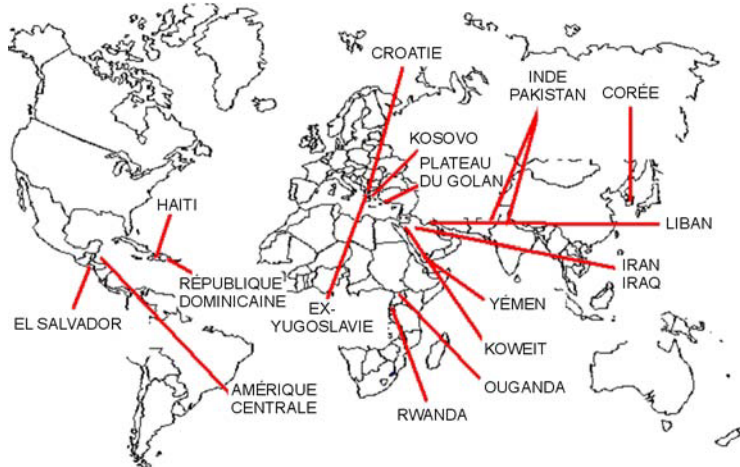 CROATIE
INDE
PAKISTAN
CORÉE
KOSOVO
PLATEAU
DU GOLAN
HAITI
LIBAN
RÉPUBLIQUE
DOMINICAINE
IRAN
IRAQ
EL SALVADOR
EX-
YUGOSLAVIE
YÉMEN
KOWEIT
OUGANDA
AMÉRIQUE
CENTRALE
RWANDA